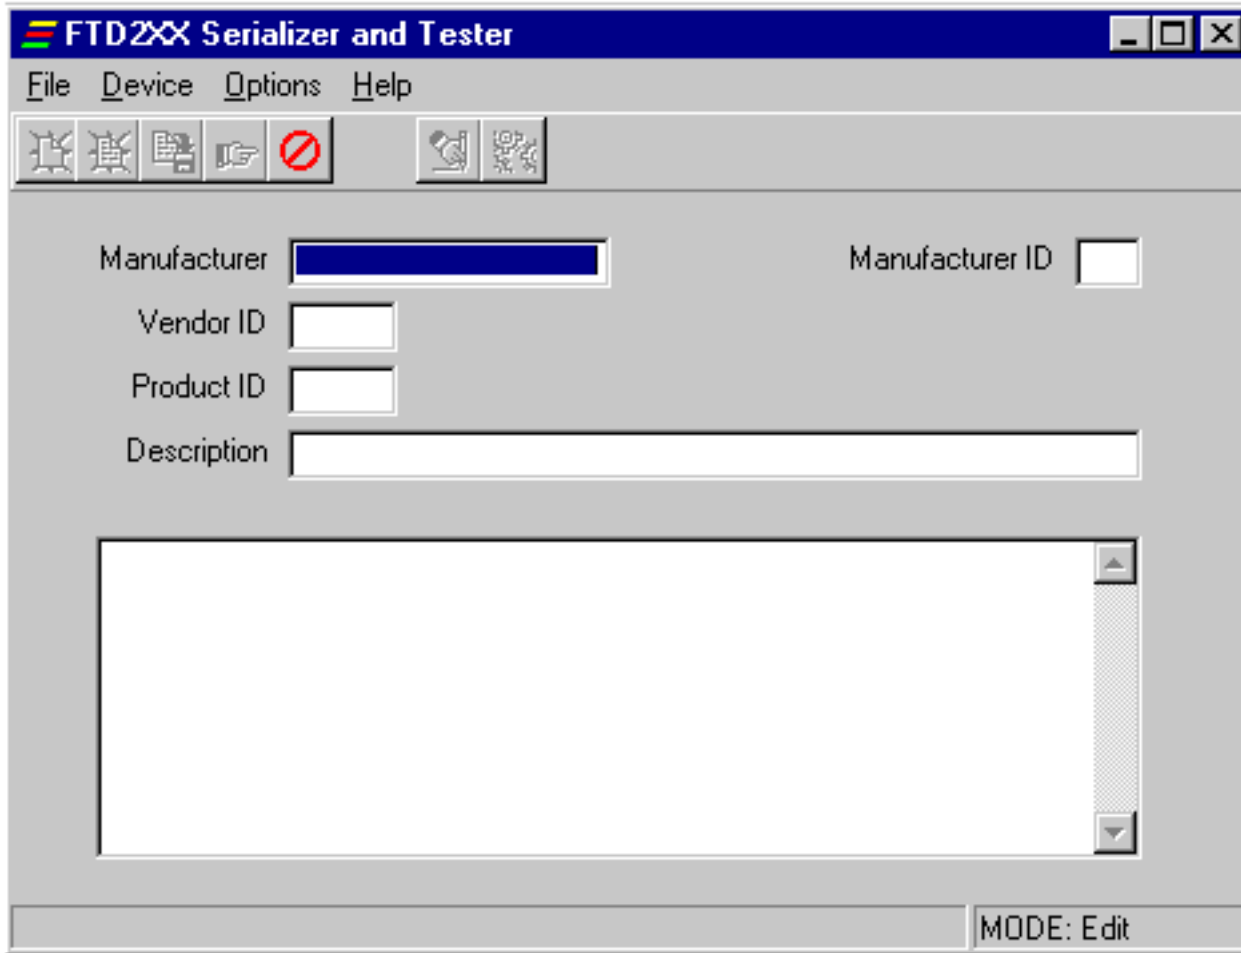 FTD2XX Serializer and Tester
File Device Options Help
Manufacturer Manufacturer ID
Vendor ID
Product ID
Description
MODE: Edit